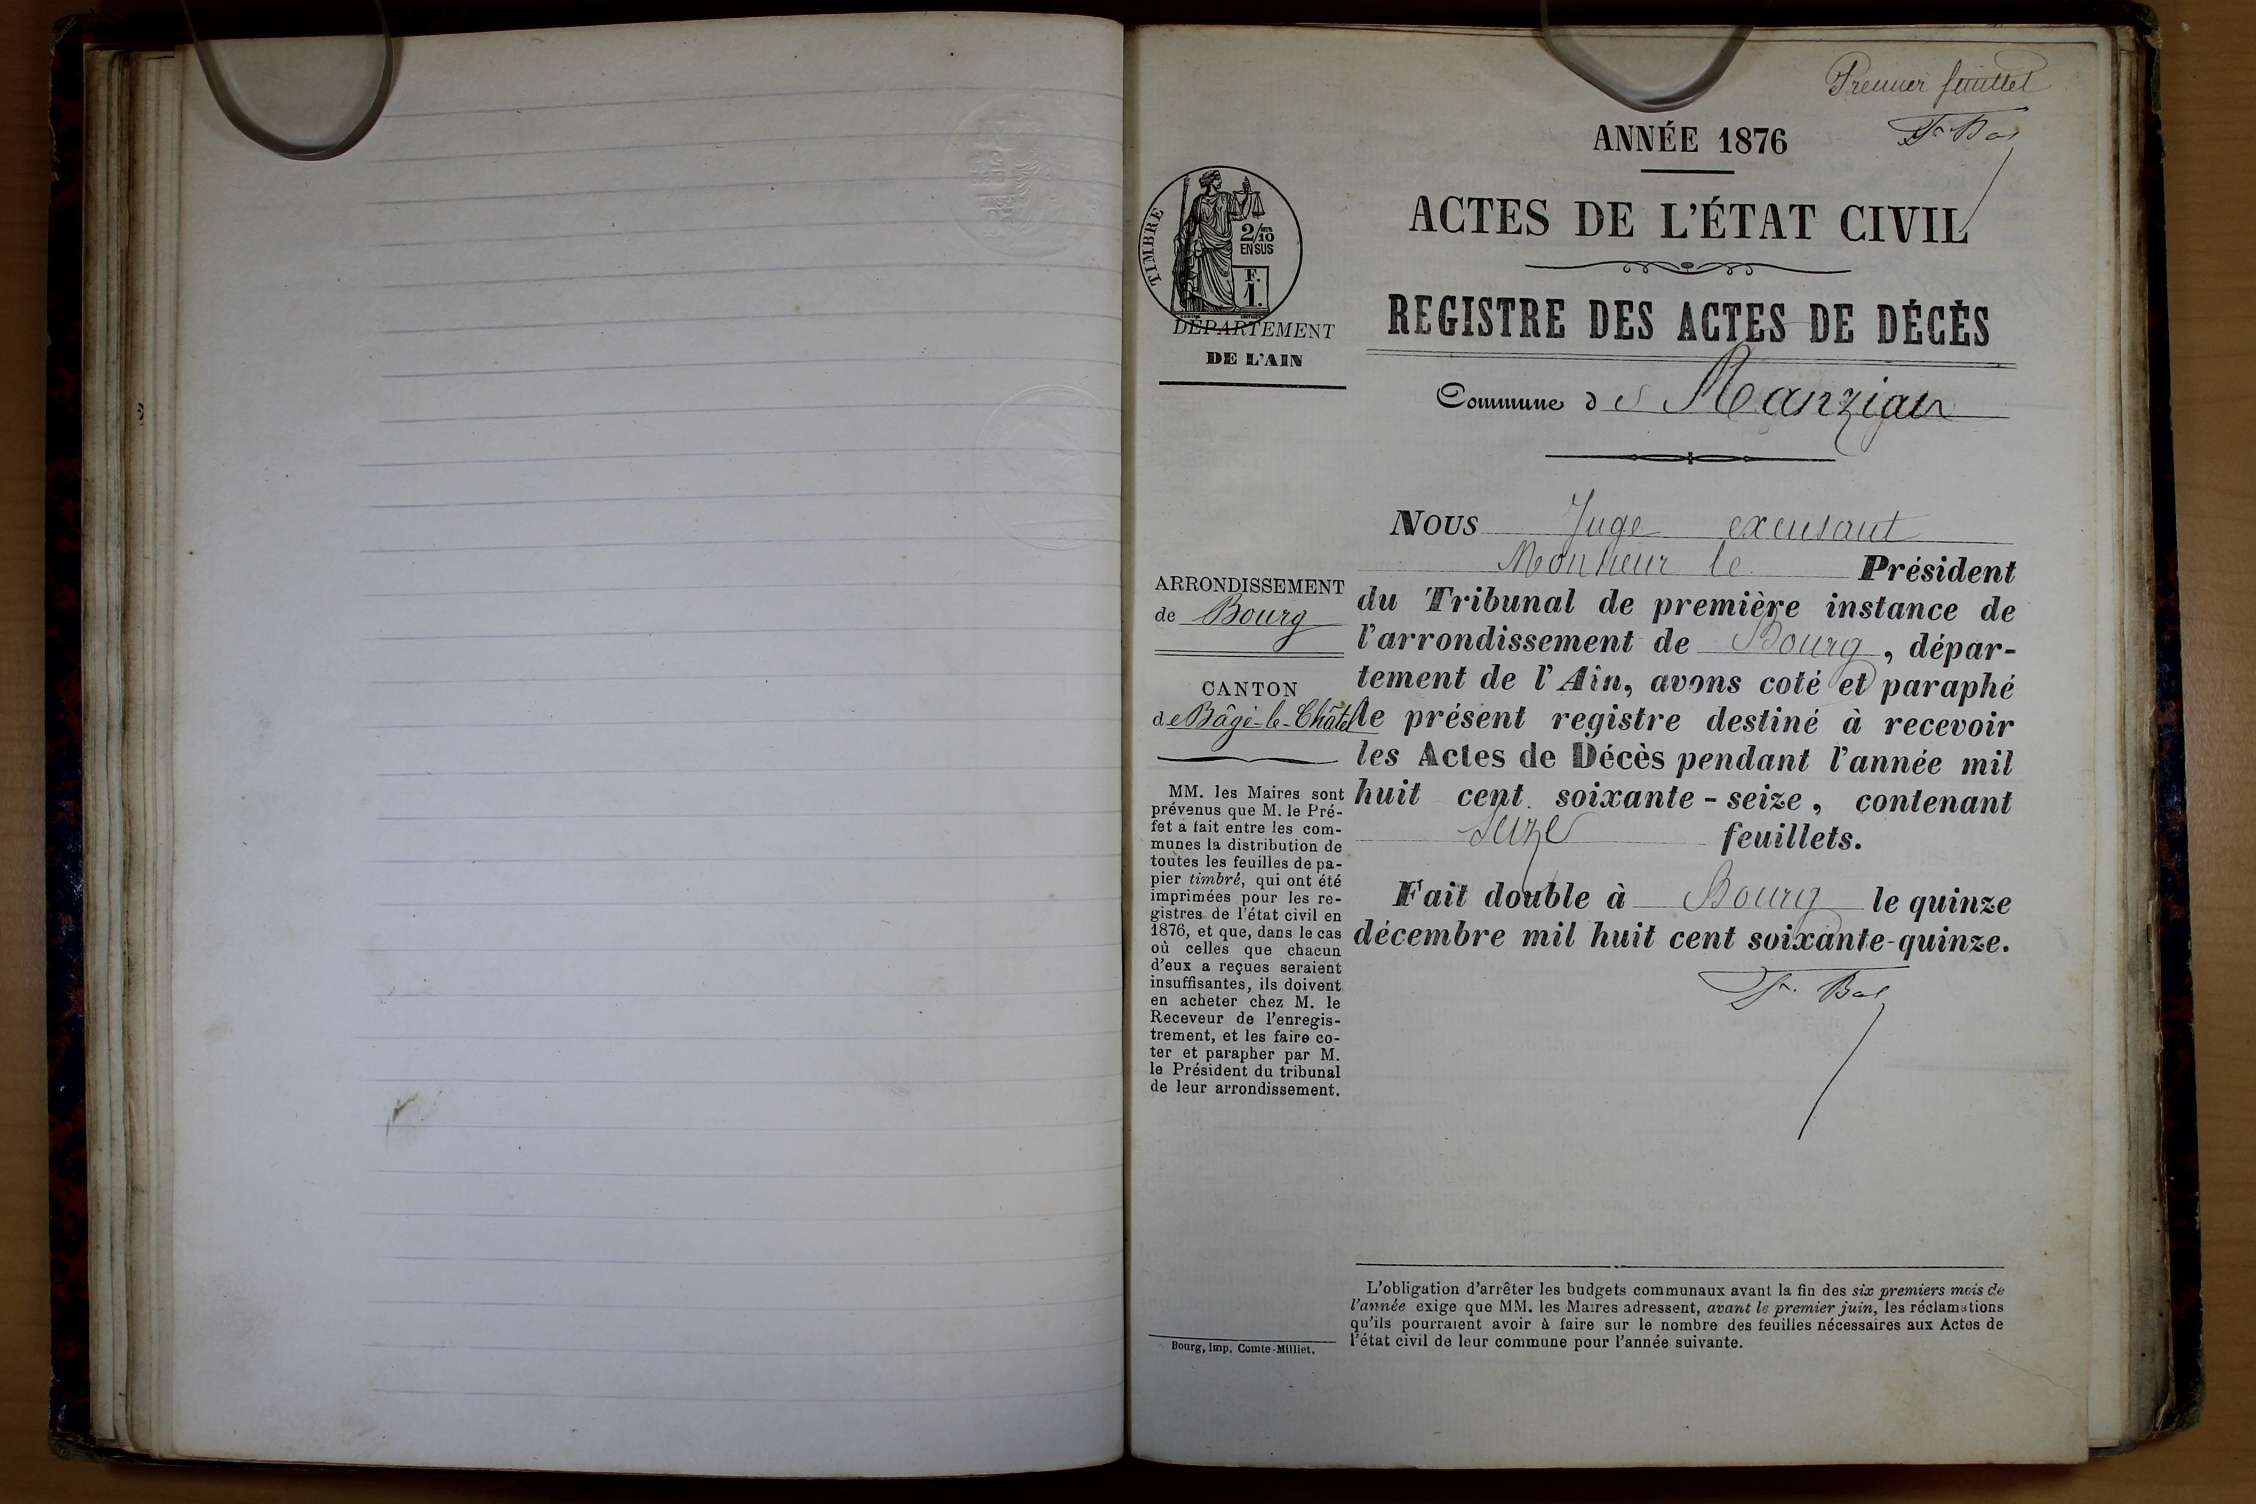 Premier feuillet
ANNÉE 1876
ACTES DE L'ÉTAT CIVIL
TIMBRE
2/10
EN SUS
F.
1.
DÉPARTEMENT
DE L'AIN
REGISTRE DES ACTES DE DÉCÈS
Commune de Manziat
ARRONDISSEMENT
de Bourg
CANTON
de Bâgé-le-Châtel
MM. les Maires sont
prévenus que M. le Pré-
fet a fait entre les com-
munes la distribution de
toutes les feuilles de pa-
pier timbré, qui ont été
imprimées pour les re-
gistres de l'état civil en
1876, et que, dans le cas
où celles que chacun
d'eux a reçues seraient
insuffisantes, ils doivent
en acheter chez M. le
Receveur de l'enregis-
trement, et les faire co-
ter et parapher par M.
le Président du tribunal
de leur arrondissement.
Bourg, Imp. Comte-Milliet.
Nous Juge excusant
Monsieur le Président
du Tribunal de première instance de
l'arrondissement de Bourg, dépar-
tement de l'Ain, avons coté et paraphé
le présent registre destiné à recevoir
les Actes de Décès pendant l'année mil
huit cent soixante-seize, contenant
seize feuillets.
Fait double à Bourg le quinze
décembre mil huit cent soixante-quinze.
L'obligation d'arrêter les budgets communaux avant la fin des six premiers mois de
l'année exige que MM. les Maires adressent, avant le premier juin, les réclamations
qu'ils pourraient avoir à faire sur le nombre des feuilles nécessaires aux Actes de
l'état civil de leur commune pour l'année suivante.